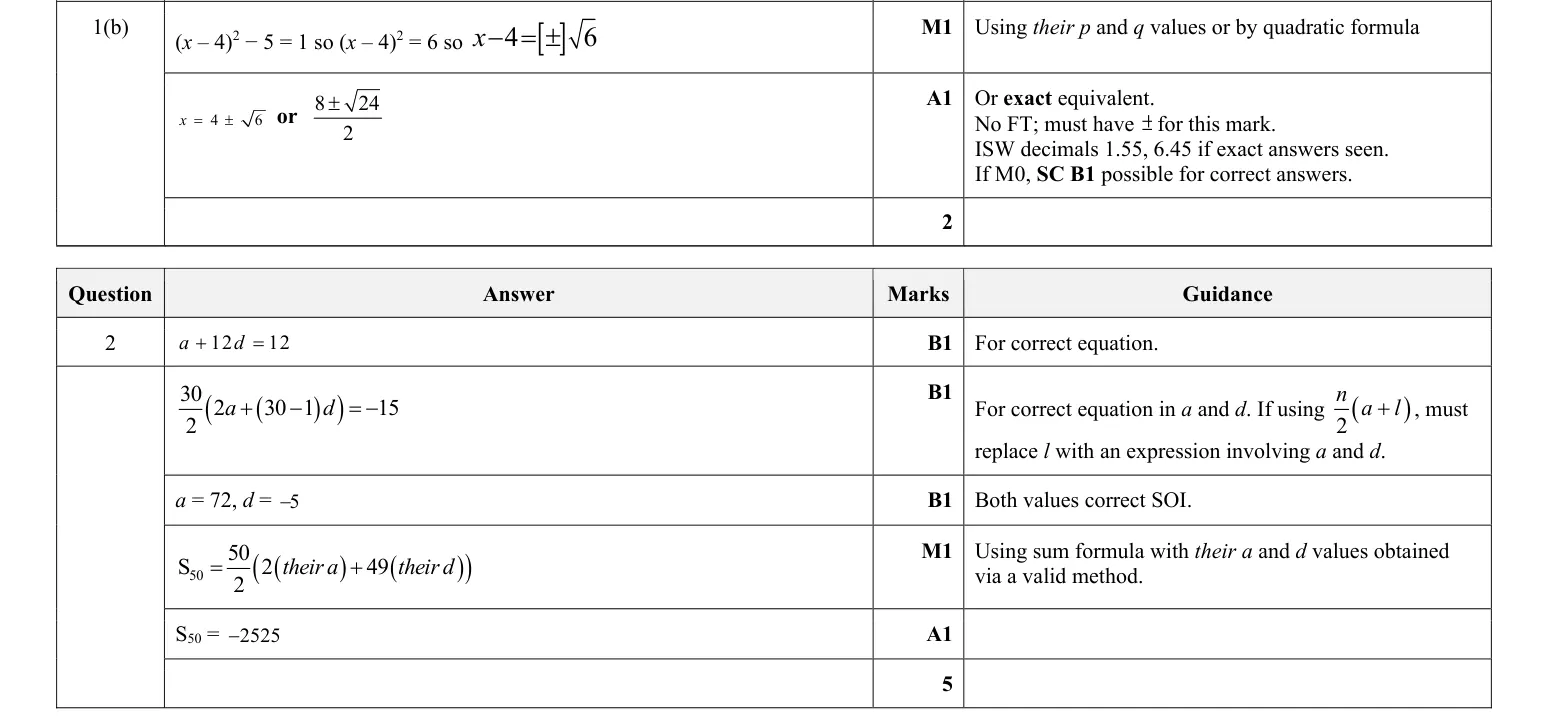 1(b)
(x – 4)² − 5 = 1 so (x – 4)² = 6 so x−4=[±]√6
M1
Using their p and q values or by quadratic formula
x = 4 ± √6 or (8 ± √24)/2
A1
Or exact equivalent.
No FT; must have ± for this mark.
ISW decimals 1.55, 6.45 if exact answers seen.
If M0, SC B1 possible for correct answers.
2
Question Answer Marks Guidance
2
a + 12d = 12
B1
For correct equation.
30/2 (2a + (30 − 1)d) = −15
B1
For correct equation in a and d. If using n/2 (a + l), must
replace l with an expression involving a and d.
a = 72, d = −5
B1
Both values correct SOI.
S₅₀ = 50/2 (2(their a) + 49(their d))
M1
Using sum formula with their a and d values obtained
via a valid method.
S₅₀ = −2525
A1
5